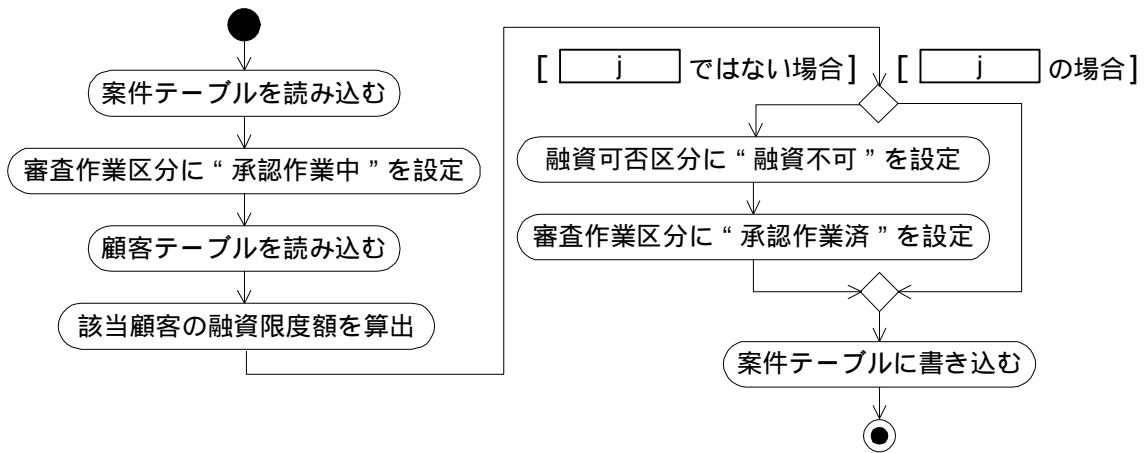 案件テーブルを読み込む
審査作業区分に“承認作業中”を設定
顧客テーブルを読み込む
該当顧客の融資限度額を算出
[ j ではない場合]
[ j の場合]
融資可否区分に“融資不可”を設定
審査作業区分に“承認作業済”を設定
案件テーブルに書き込む